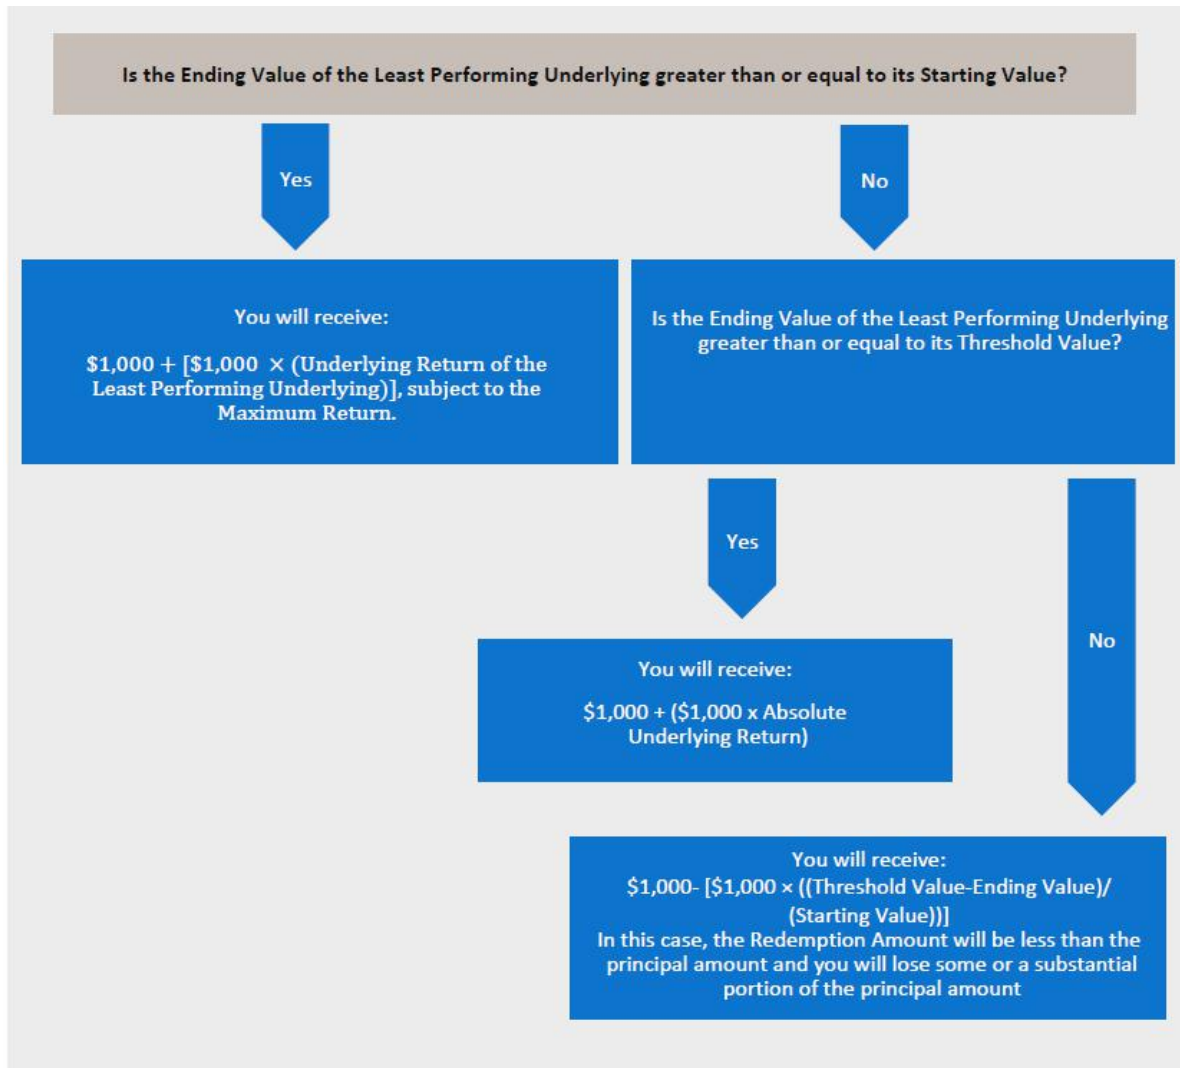 Is the Ending Value of the Least Performing Underlying greater than or equal to its Starting Value?
Yes
No
You will receive:
$1,000 + [$1,000 × (Underlying Return of the
Least Performing Underlying)], subject to the
Maximum Return.
Is the Ending Value of the Least Performing Underlying
greater than or equal to its Threshold Value?
Yes
No
You will receive:
$1,000 + ($1,000 x Absolute
Underlying Return)
You will receive:
$1,000- [$1,000 × ((Threshold Value-Ending Value)/
(Starting Value))]
In this case, the Redemption Amount will be less than the
principal amount and you will lose some or a substantial
portion of the principal amount